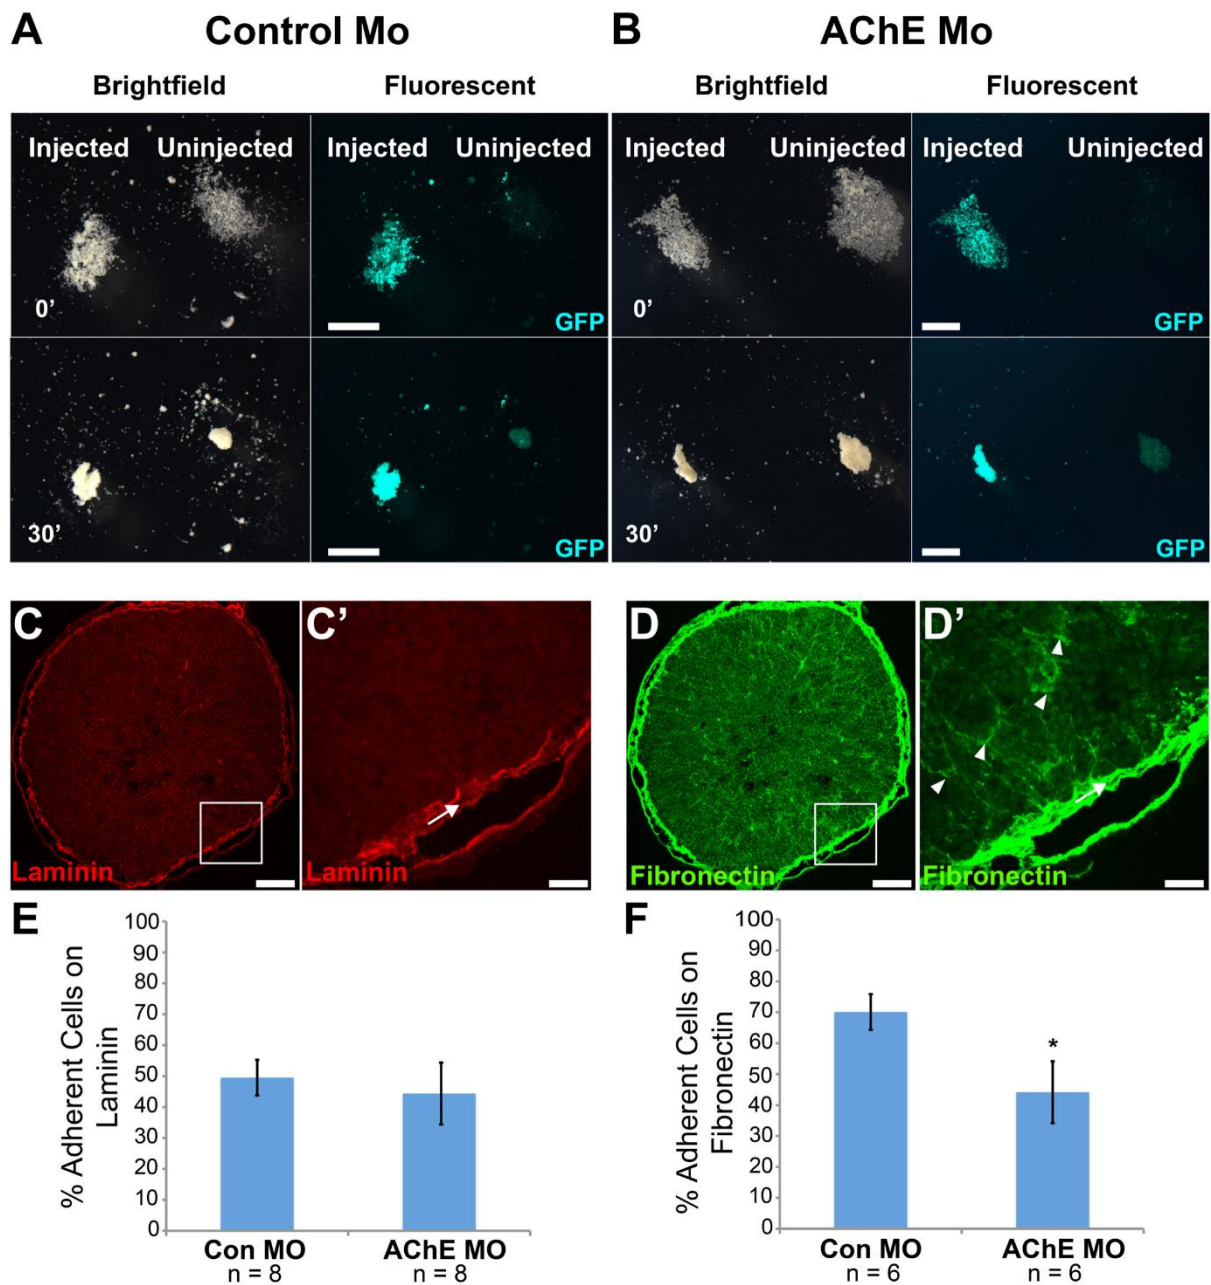 A Control Mo
B AChE Mo
Brightfield Fluorescent
Brightfield Fluorescent
Injected Uninjected
Injected Uninjected
Injected Uninjected
Injected Uninjected
0’
GFP
0’
GFP
30’
GFP
30’
GFP
C
C’
D
D’
Laminin
Laminin
Fibronectin
Fibronectin
E
% Adherent Cells on
Laminin
100
90
80
70
60
50
40
30
20
10
0
Con MO AChE MO
n = 8 n = 8
F
% Adherent Cells on
Fibronectin
100
90
80
70
60
50
40
30
20
10
0
*
Con MO AChE MO
n = 6 n = 6